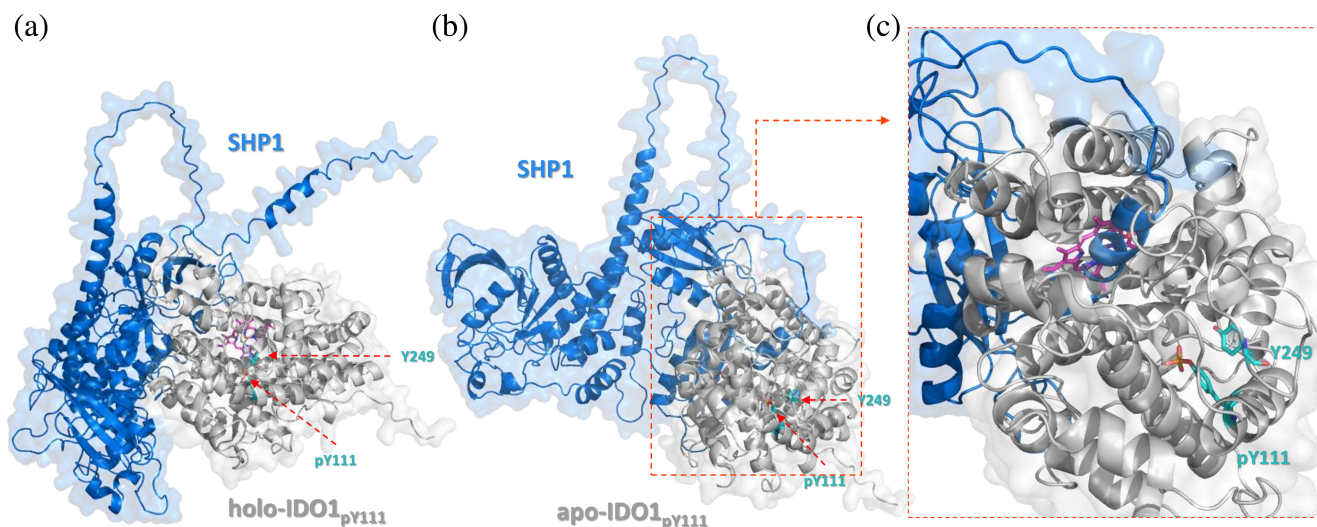 (a)
(b)
(c)
SHP1
SHP1
Y249
pY111
holo-IDO1pY111
Y249
pY111
apo-IDO1pY111
Y249
pY111